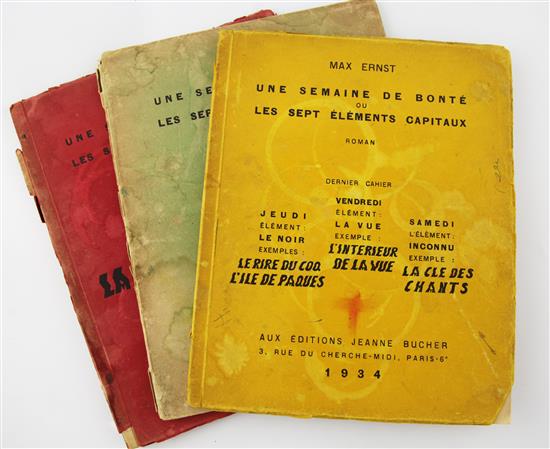 MAX ERNST
UNE SEMAINE DE BONTÉ
OU
LES SEPT ÉLÉMENTS CAPITAUX
ROMAN
DERNIER CAHIER
JEUDI
ÉLÉMENT :
LE NOIR
EXEMPLES :
LE RIRE DU COQ
L'ILE DE PAQUES
VENDREDI
ÉLÉMENT :
LA VUE
EXEMPLE :
L'INTERIEUR
DE LA VUE
SAMEDI
L'ÉLÉMENT :
INCONNU
EXEMPLE :
LA CLE DES
CHANTS
AUX ÉDITIONS JEANNE BUCHER
3, RUE DU CHERCHE-MIDI, PARIS-6e
1934
UNE SE
LES SEP
UNE S
LES S
LA